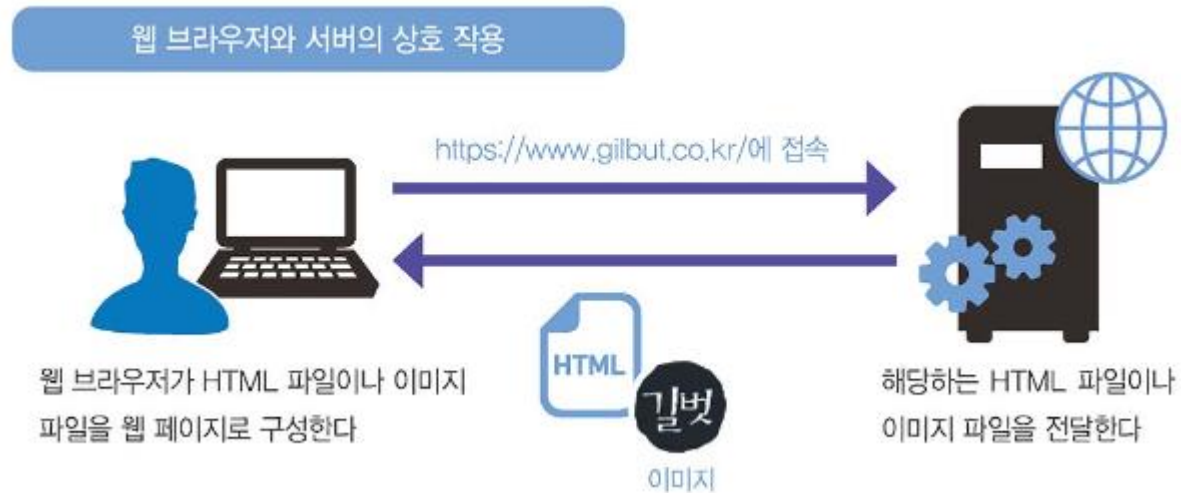 웹 브라우저와 서버의 상호 작용
https://www.gilbut.co.kr/에 접속
HTML
길벗
이미지
웹 브라우저가 HTML 파일이나 이미지
파일을 웹 페이지로 구성한다
해당하는 HTML 파일이나
이미지 파일을 전달한다